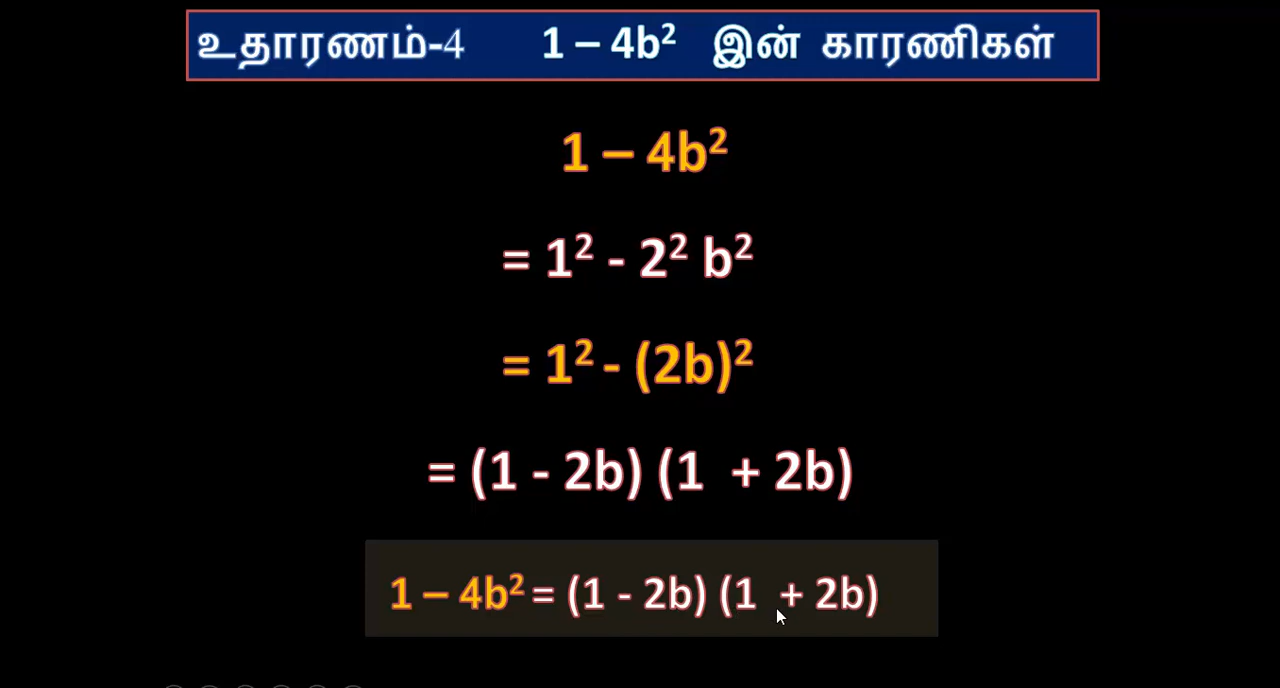 உதாரணம்-4 1 – 4b² இன் காரணிகள்
1 – 4b²
= 1² - 2² b²
= 1² - (2b)²
= (1 - 2b) (1 + 2b)
1 – 4b² = (1 - 2b) (1 + 2b)